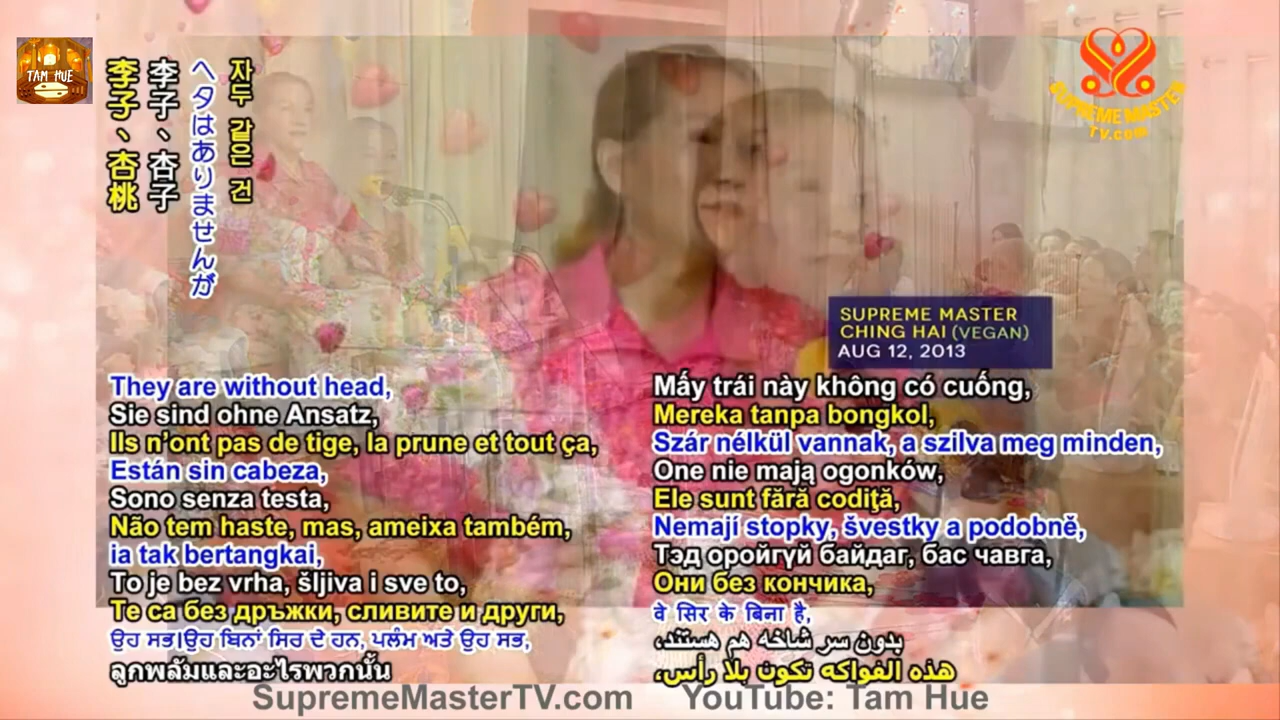 TAM HUE
李子、杏桃
李子、杏子
ヘタはありませんが
자두 같은 건
SUPREME MASTER
TV.com
SUPREME MASTER
CHING HAI (VEGAN)
AUG 12, 2013
They are without head,
Sie sind ohne Ansatz,
Ils n'ont pas de tige, la prune et tout ça,
Están sin cabeza,
Sono senza testa,
Não tem haste, mas, ameixa também,
ia tak bertangkai,
To je bez vrha, šljiva i sve to,
Те са без дръжки, сливите и други,
ਉਹ ਸਭ।ਉਹ ਬਿਨਾਂ ਸਿਰ ਦੇ ਹਨ, ਪਲੰਮ ਅਤੇ ਉਹ ਸਭ,
ลูกพลัมและอะไรพวกนั้น
Mấy trái này không có cuống,
Mereka tanpa bongkol,
Szár nélkül vannak, a szilva meg minden,
One nie mają ogonków,
Ele sunt fără codiţă,
Nemají stopky, švestky a podobně,
Тэд оройгүй байдаг, бас чавга,
Они без кончика,
वे सिर के बिना है,
بدون سر شاخه هم هستند،
هذه الفواكه تكون بلا رأس،
SupremeMasterTV.com
YouTube: Tam Hue